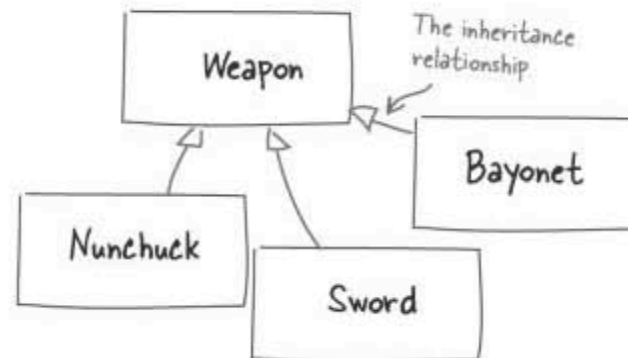 Weapon
The inheritance
relationship
Bayonet
Nunchuck
Sword